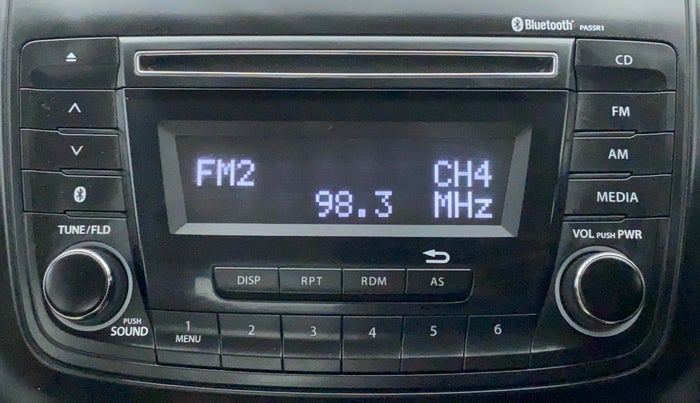 Bluetooth® PA55R1
CD
FM
AM
MEDIA
FM2 CH4
98.3 MHz
TUNE/FLD
PUSH
SOUND
VOL PUSH PWR
DISP RPT RDM AS
1 2 3 4 5 6
MENU